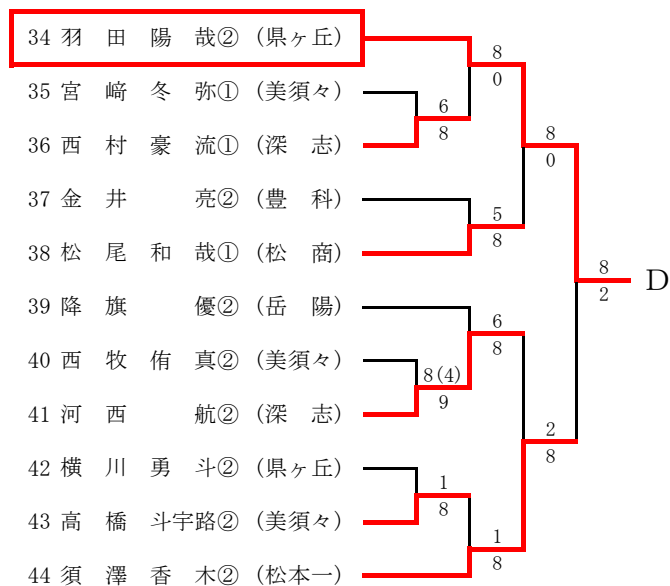 34 羽 田 陽 哉② (県ヶ丘)
8
0
35 宮 﨑 冬 弥① (美須々)
6
8
36 西 村 豪 流① (深 志)
8
0
37 金 井 亮② (豊 科)
5
8
38 松 尾 和 哉① (松 商)
8
2
D
39 降 旗 優② (岳 陽)
6
8
40 西 牧 侑 真② (美須々)
8(4)
9
41 河 西 航② (深 志)
2
8
42 横 川 勇 斗② (県ヶ丘)
1
8
43 高 橋 斗宇路② (美須々)
1
8
44 須 澤 香 木② (松本一)